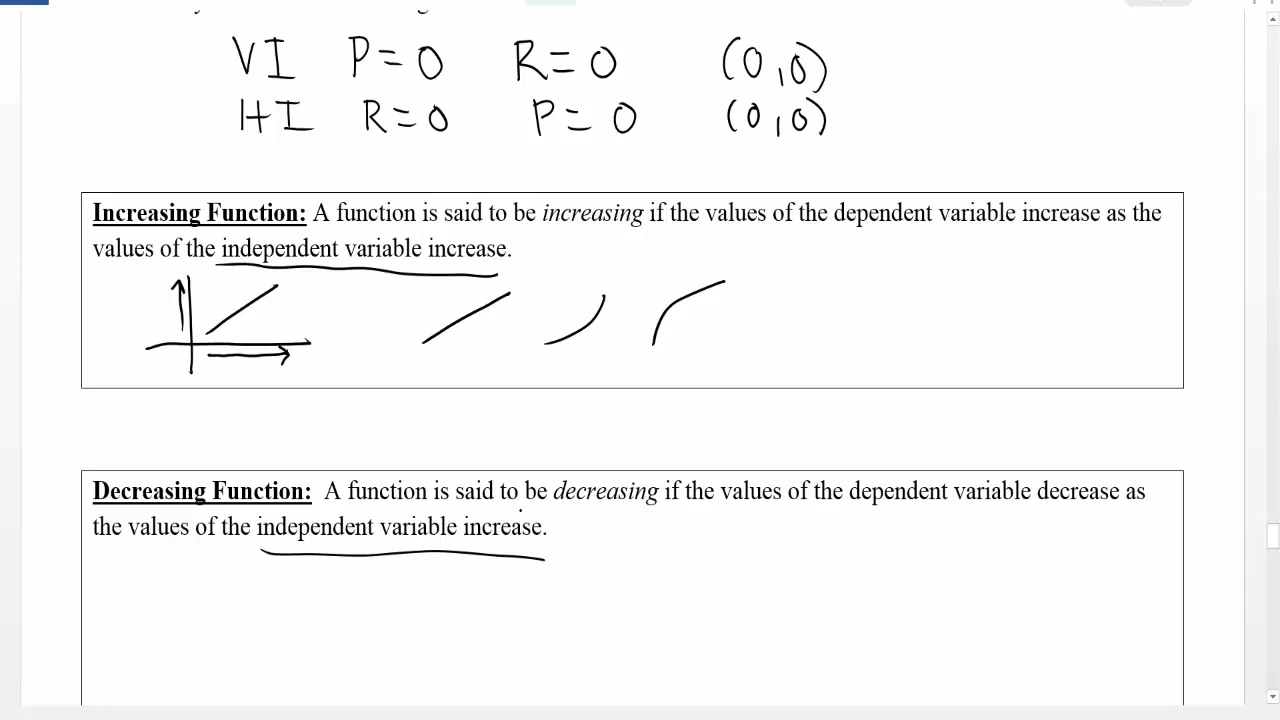 VI P = 0 R = 0 (0,0)
HI R = 0 P = 0 (0,0)
Increasing Function: A function is said to be increasing if the values of the dependent variable increase as the
values of the independent variable increase.
Decreasing Function: A function is said to be decreasing if the values of the dependent variable decrease as
the values of the independent variable increase.